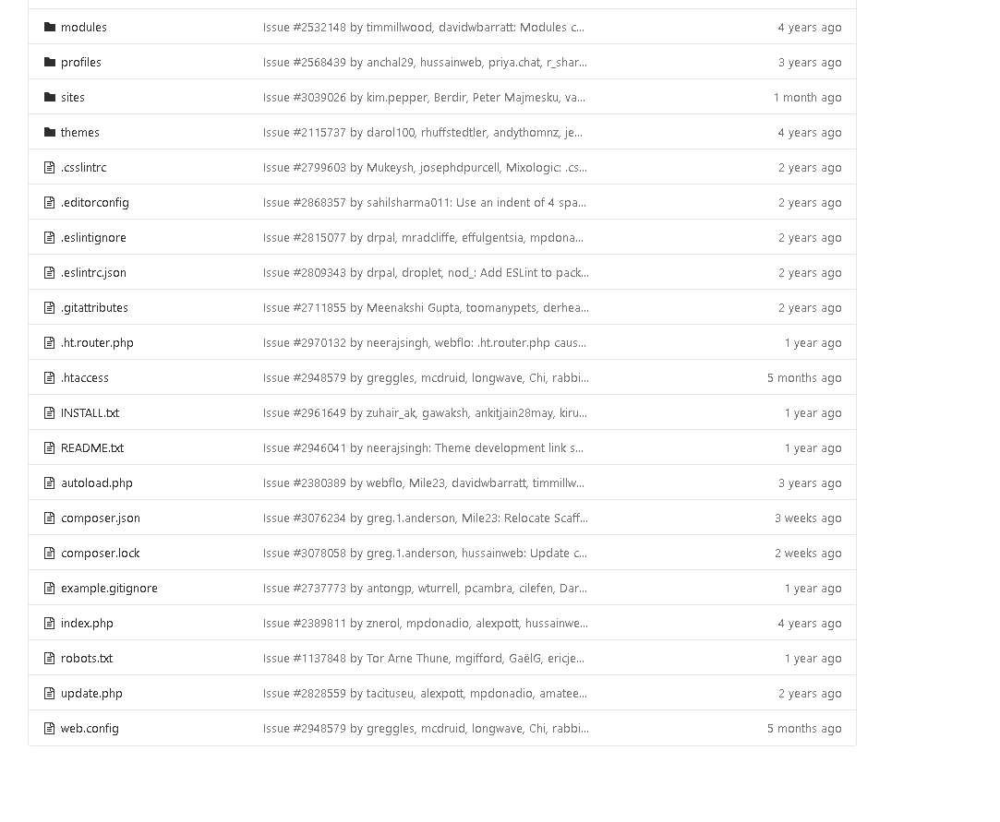 modules Issue #2532148 by timmillwood, davidwbarratt: Modules c... 4 years ago
profiles Issue #2568439 by anchal29, hussainweb, priya.chat, r_shar... 3 years ago
sites Issue #3039026 by kim.pepper, Berdir, Peter Majmesku, va... 1 month ago
themes Issue #2115737 by darol100, rhuffstedtler, andythomnz, je... 4 years ago
.csslintrc Issue #2799603 by Mukeysh, josephdpurcell, Mixologic: .cs... 2 years ago
.editorconfig Issue #2868357 by sahilsharma011: Use an indent of 4 spa... 2 years ago
.eslintignore Issue #2815077 by drpal, mradcliffe, effulgentsia, mpdona... 2 years ago
.eslintrc.json Issue #2809343 by drpal, droplet, nod_: Add ESLint to pack... 2 years ago
.gitattributes Issue #2711855 by Meenakshi Gupta, toomanypets, derhea... 2 years ago
.ht.router.php Issue #2970132 by neerajsingh, webflo: .ht.router.php caus... 1 year ago
.htaccess Issue #2948579 by greggles, mcdruid, longwave, Chi, rabbi... 5 months ago
INSTALL.txt Issue #2961649 by zuhair_ak, gawaksh, ankitjain28may, kiru... 1 year ago
README.txt Issue #2946041 by neerajsingh: Theme development link s... 1 year ago
autoload.php Issue #2380389 by webflo, Mile23, davidwbarratt, timmillw... 3 years ago
composer.json Issue #3076234 by greg.1.anderson, Mile23: Relocate Scaff... 3 weeks ago
composer.lock Issue #3078058 by greg.1.anderson, hussainweb: Update c... 2 weeks ago
example.gitignore Issue #2737773 by antongp, wturrell, pcambra, cilefen, Dar... 1 year ago
index.php Issue #2389811 by znerol, mpdonadio, alexpott, hussainwe... 4 years ago
robots.txt Issue #1137848 by Tor Arne Thune, mgifford, GaëlG, ericje... 1 year ago
update.php Issue #2828559 by tacituseu, alexpott, mpdonadio, amatee... 2 years ago
web.config Issue #2948579 by greggles, mcdruid, longwave, Chi, rabbi... 5 months ago